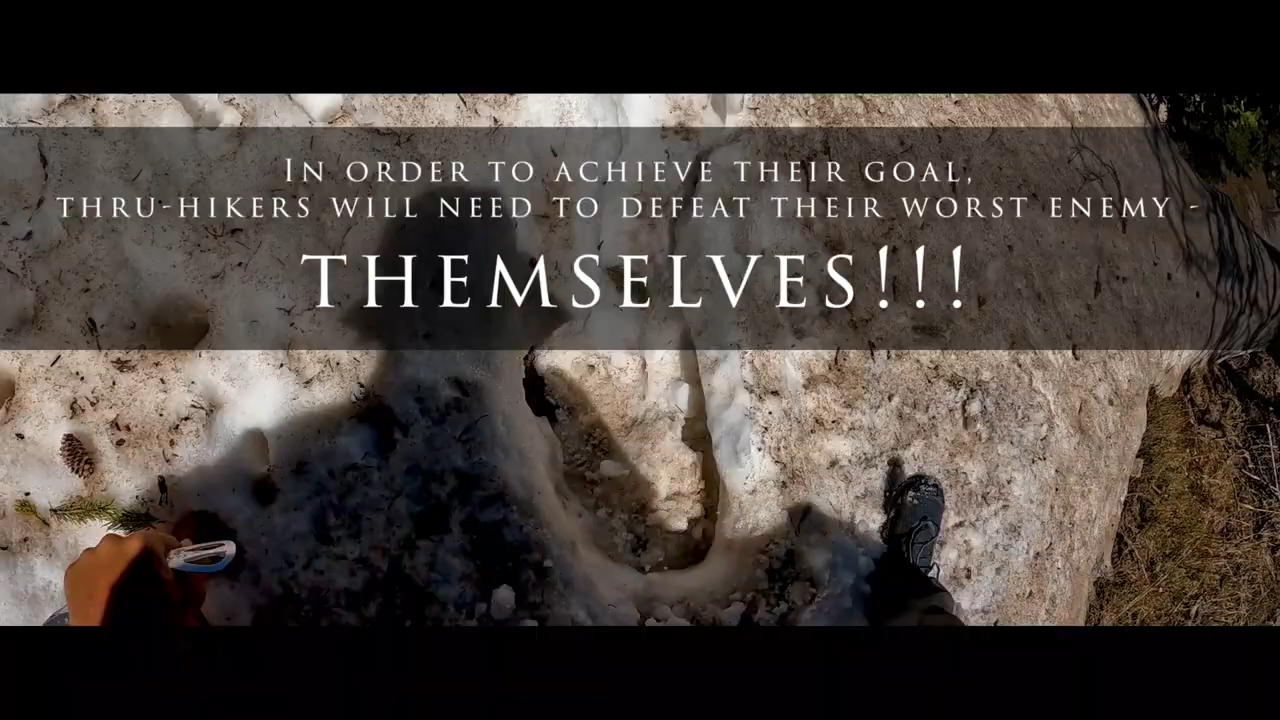 In order to achieve their goal,
thru-hikers will need to defeat their worst enemy -
THEMSELVES!!!